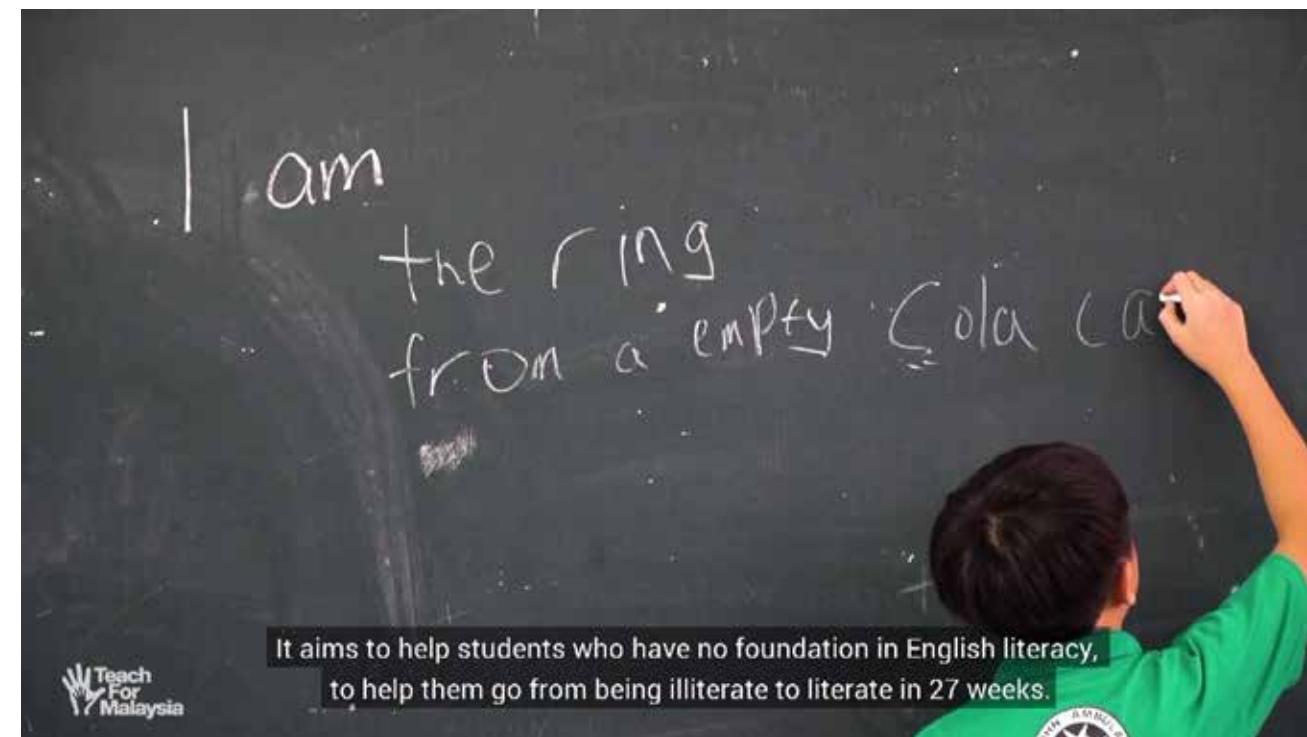 I am
the ring
from a empty Cola ca
It aims to help students who have no foundation in English literacy,
to help them go from being illiterate to literate in 27 weeks.
Teach
For
Malaysia